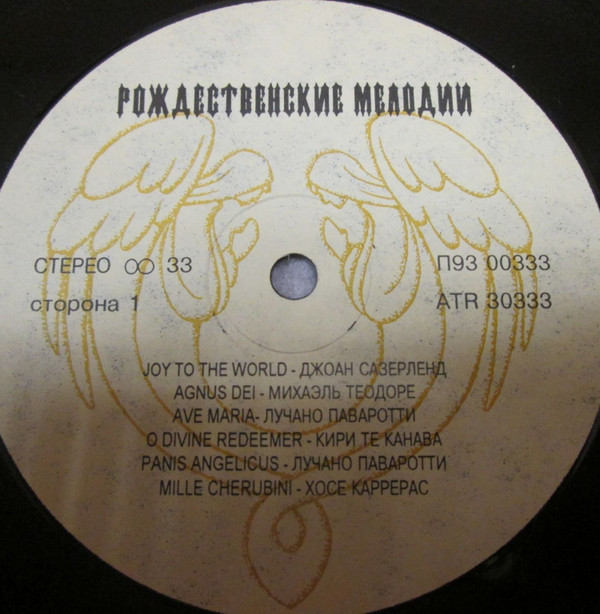 РОЖДЕСТВЕНСКИЕ МЕЛОДИИ
СТЕРЕО ∞ 33
П93 00333
сторона 1
ATR 30333
JOY TO THE WORLD - ДЖОАН САЗЕРЛЕНД
AGNUS DEI - МИХАЭЛЬ ТЕОДОРЕ
AVE MARIA- ЛУЧАНО ПАВАРОТТИ
O DIVINE REDEEMER - КИРИ ТЕ КАНАВА
PANIS ANGELICUS - ЛУЧАНО ПАВАРОТТИ
MILLE CHERUBINI - ХОСЕ КАРРЕРАС